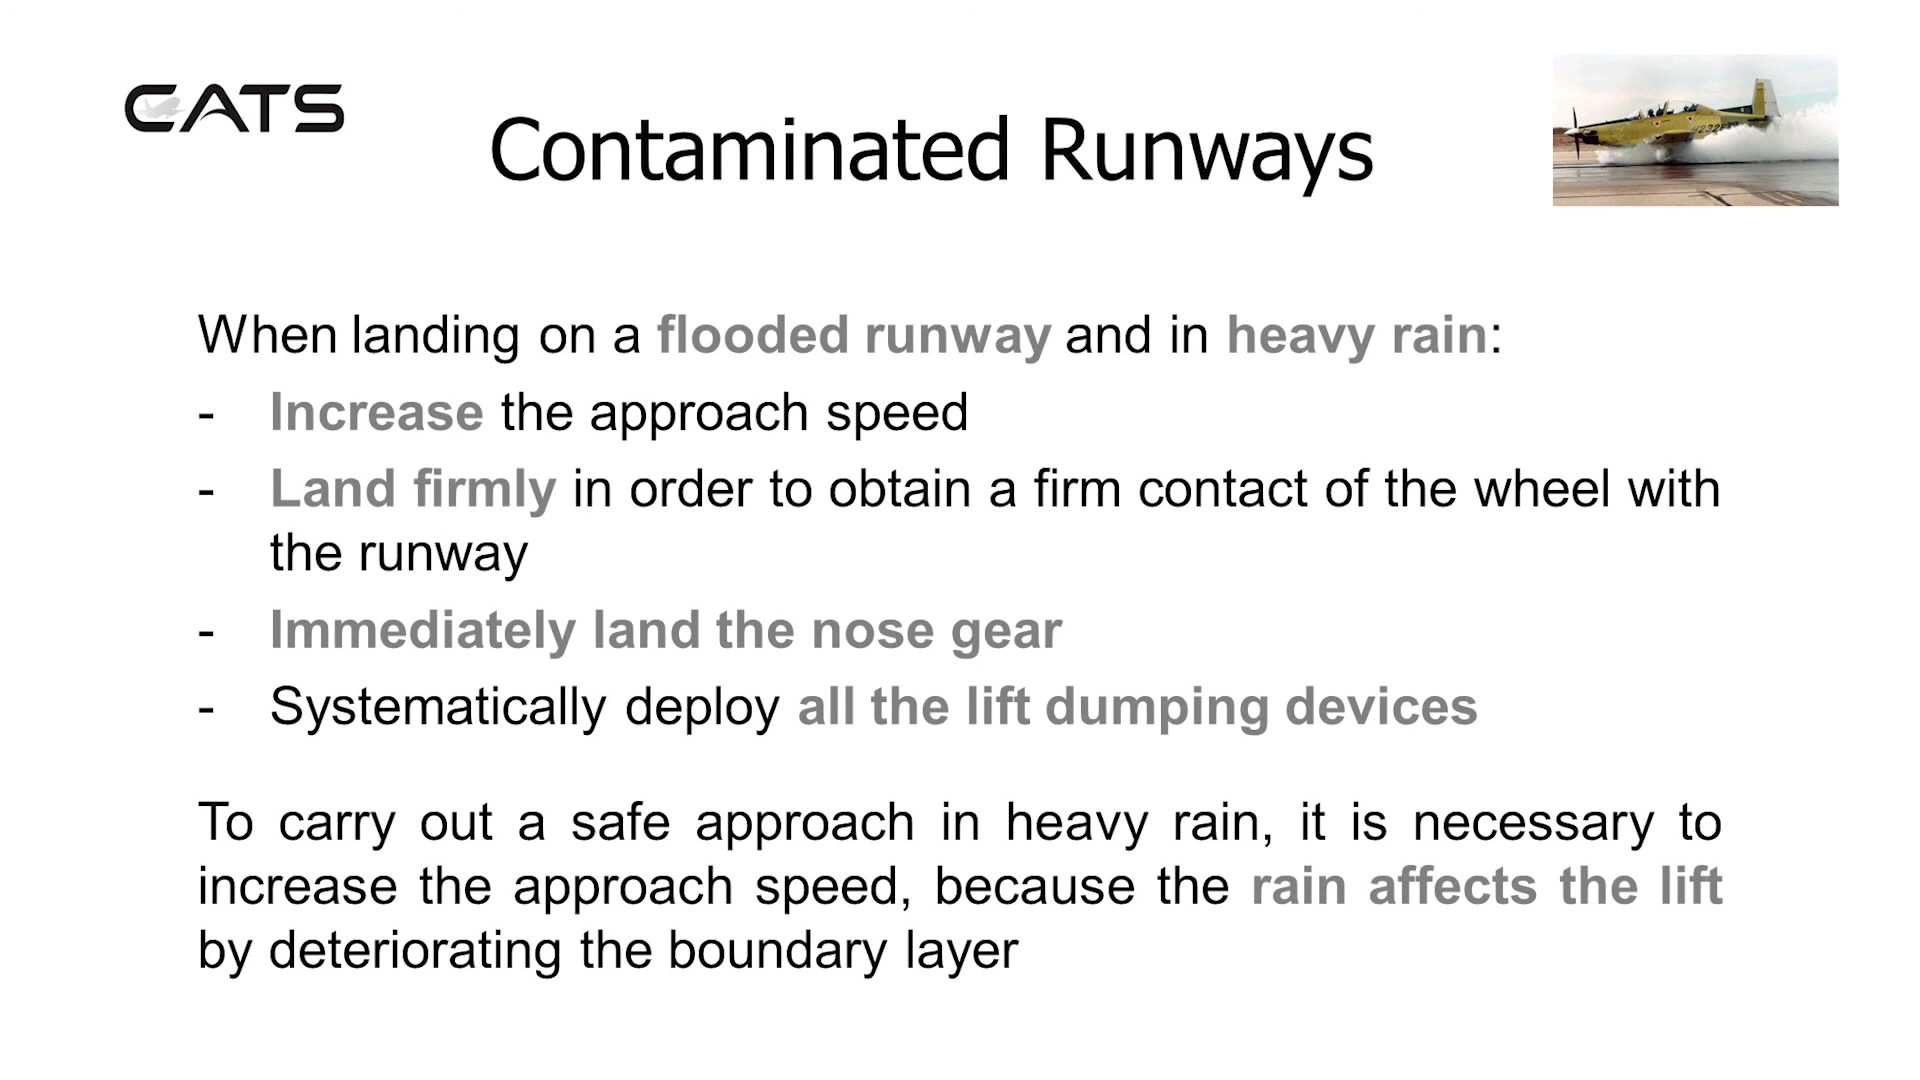 CATS
Contaminated Runways
When landing on a flooded runway and in heavy rain:
- Increase the approach speed
- Land firmly in order to obtain a firm contact of the wheel with
the runway
- Immediately land the nose gear
- Systematically deploy all the lift dumping devices
To carry out a safe approach in heavy rain, it is necessary to
increase the approach speed, because the rain affects the lift
by deteriorating the boundary layer